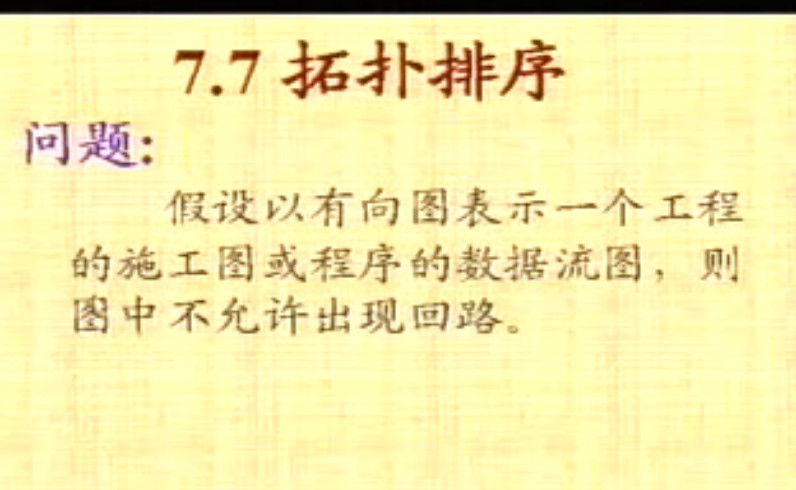 7.7 拓扑排序
问题:
假设以有向图表示一个工程
的施工图或程序的数据流图，则
图中不允许出现回路。